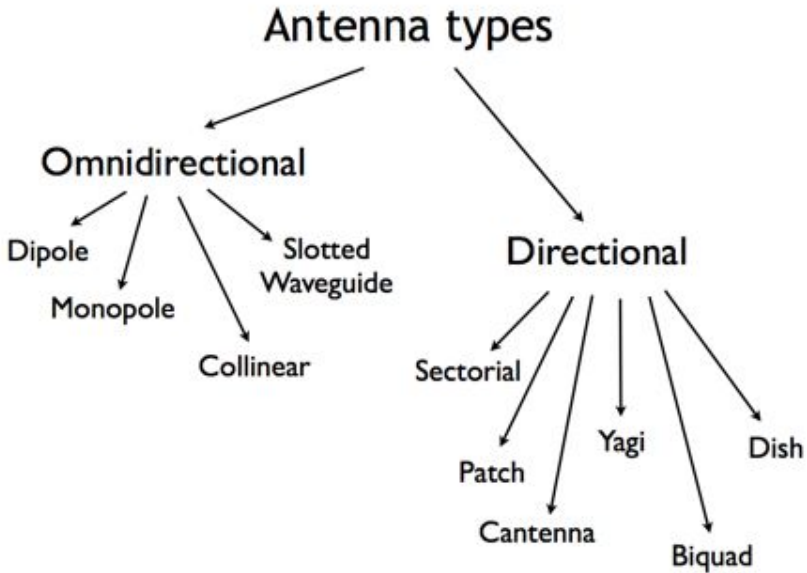 Antenna types
Omnidirectional
Dipole
Monopole
Collinear
Slotted
Waveguide
Directional
Sectorial
Patch
Cantenna
Yagi
Biquad
Dish